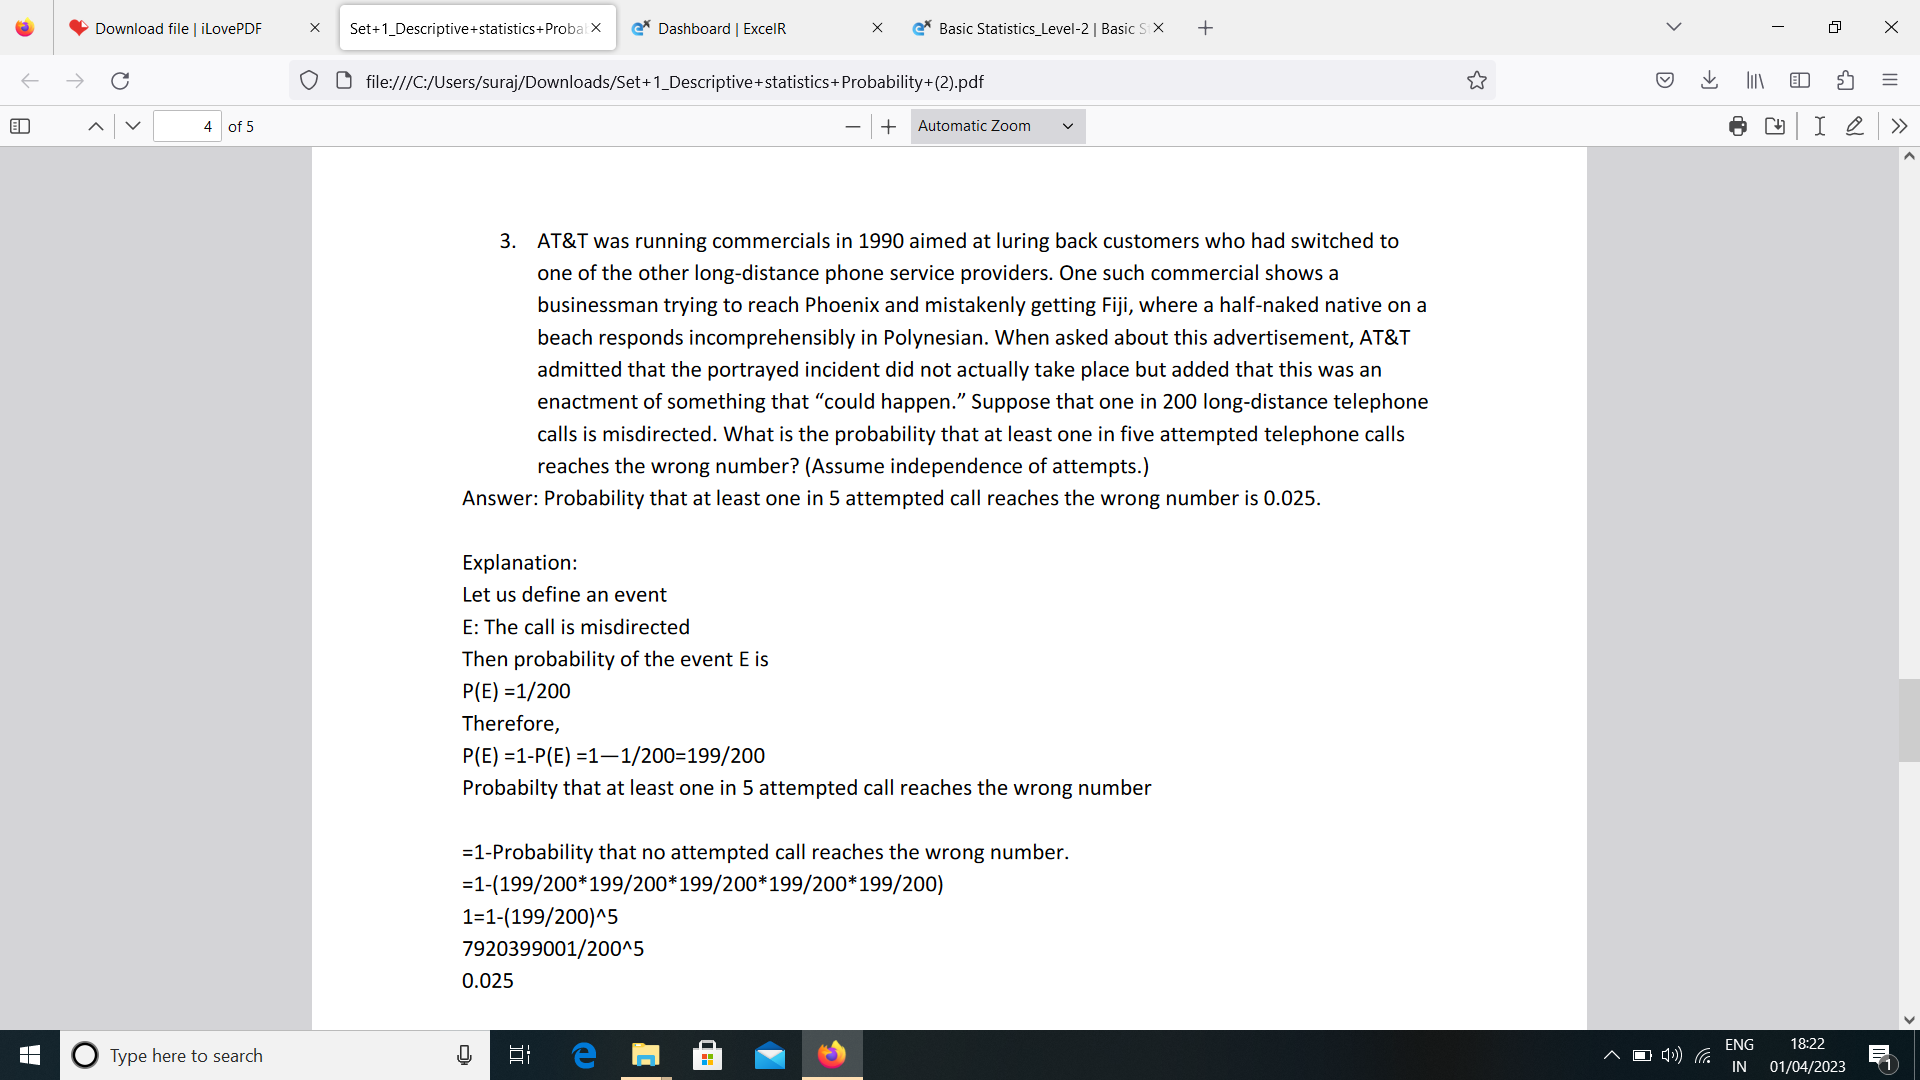 Download file | iLovePDF
Set+1_Descriptive+statistics+Proba
Dashboard | ExcelR
Basic Statistics_Level-2 | Basic S
file:///C:/Users/suraj/Downloads/Set+1_Descriptive+statistics+Probability+(2).pdf
4 of 5
Automatic Zoom
3. AT&T was running commercials in 1990 aimed at luring back customers who had switched to
one of the other long-distance phone service providers. One such commercial shows a
businessman trying to reach Phoenix and mistakenly getting Fiji, where a half-naked native on a
beach responds incomprehensibly in Polynesian. When asked about this advertisement, AT&T
admitted that the portrayed incident did not actually take place but added that this was an
enactment of something that “could happen.” Suppose that one in 200 long-distance telephone
calls is misdirected. What is the probability that at least one in five attempted telephone calls
reaches the wrong number? (Assume independence of attempts.)
Answer: Probability that at least one in 5 attempted call reaches the wrong number is 0.025.
Explanation:
Let us define an event
E: The call is misdirected
Then probability of the event E is
P(E) =1/200
Therefore,
P(E) =1-P(E) =1—1/200=199/200
Probabilty that at least one in 5 attempted call reaches the wrong number
=1-Probability that no attempted call reaches the wrong number.
=1-(199/200*199/200*199/200*199/200*199/200)
1=1-(199/200)^5
7920399001/200^5
0.025
Type here to search
ENG
IN
18:22
01/04/2023
1